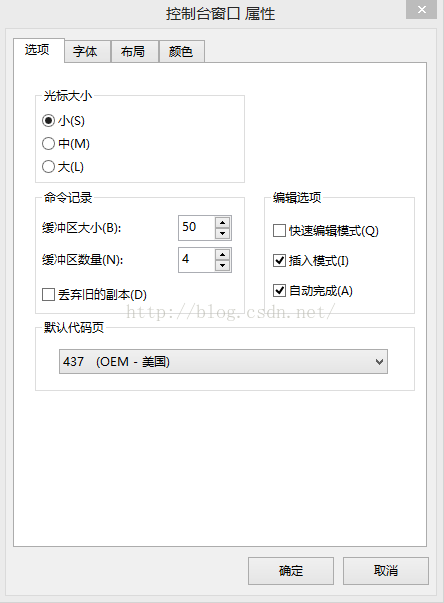 控制台窗口 属性
选项 字体 布局 颜色
光标大小
小(S)
中(M)
大(L)
命令记录
缓冲区大小(B): 50
缓冲区数量(N): 4
丢弃旧的副本(D)
编辑选项
快速编辑模式(Q)
插入模式(I)
自动完成(A)
http://blog.csdn.net/
默认代码页
437 (OEM - 美国)
确定 取消